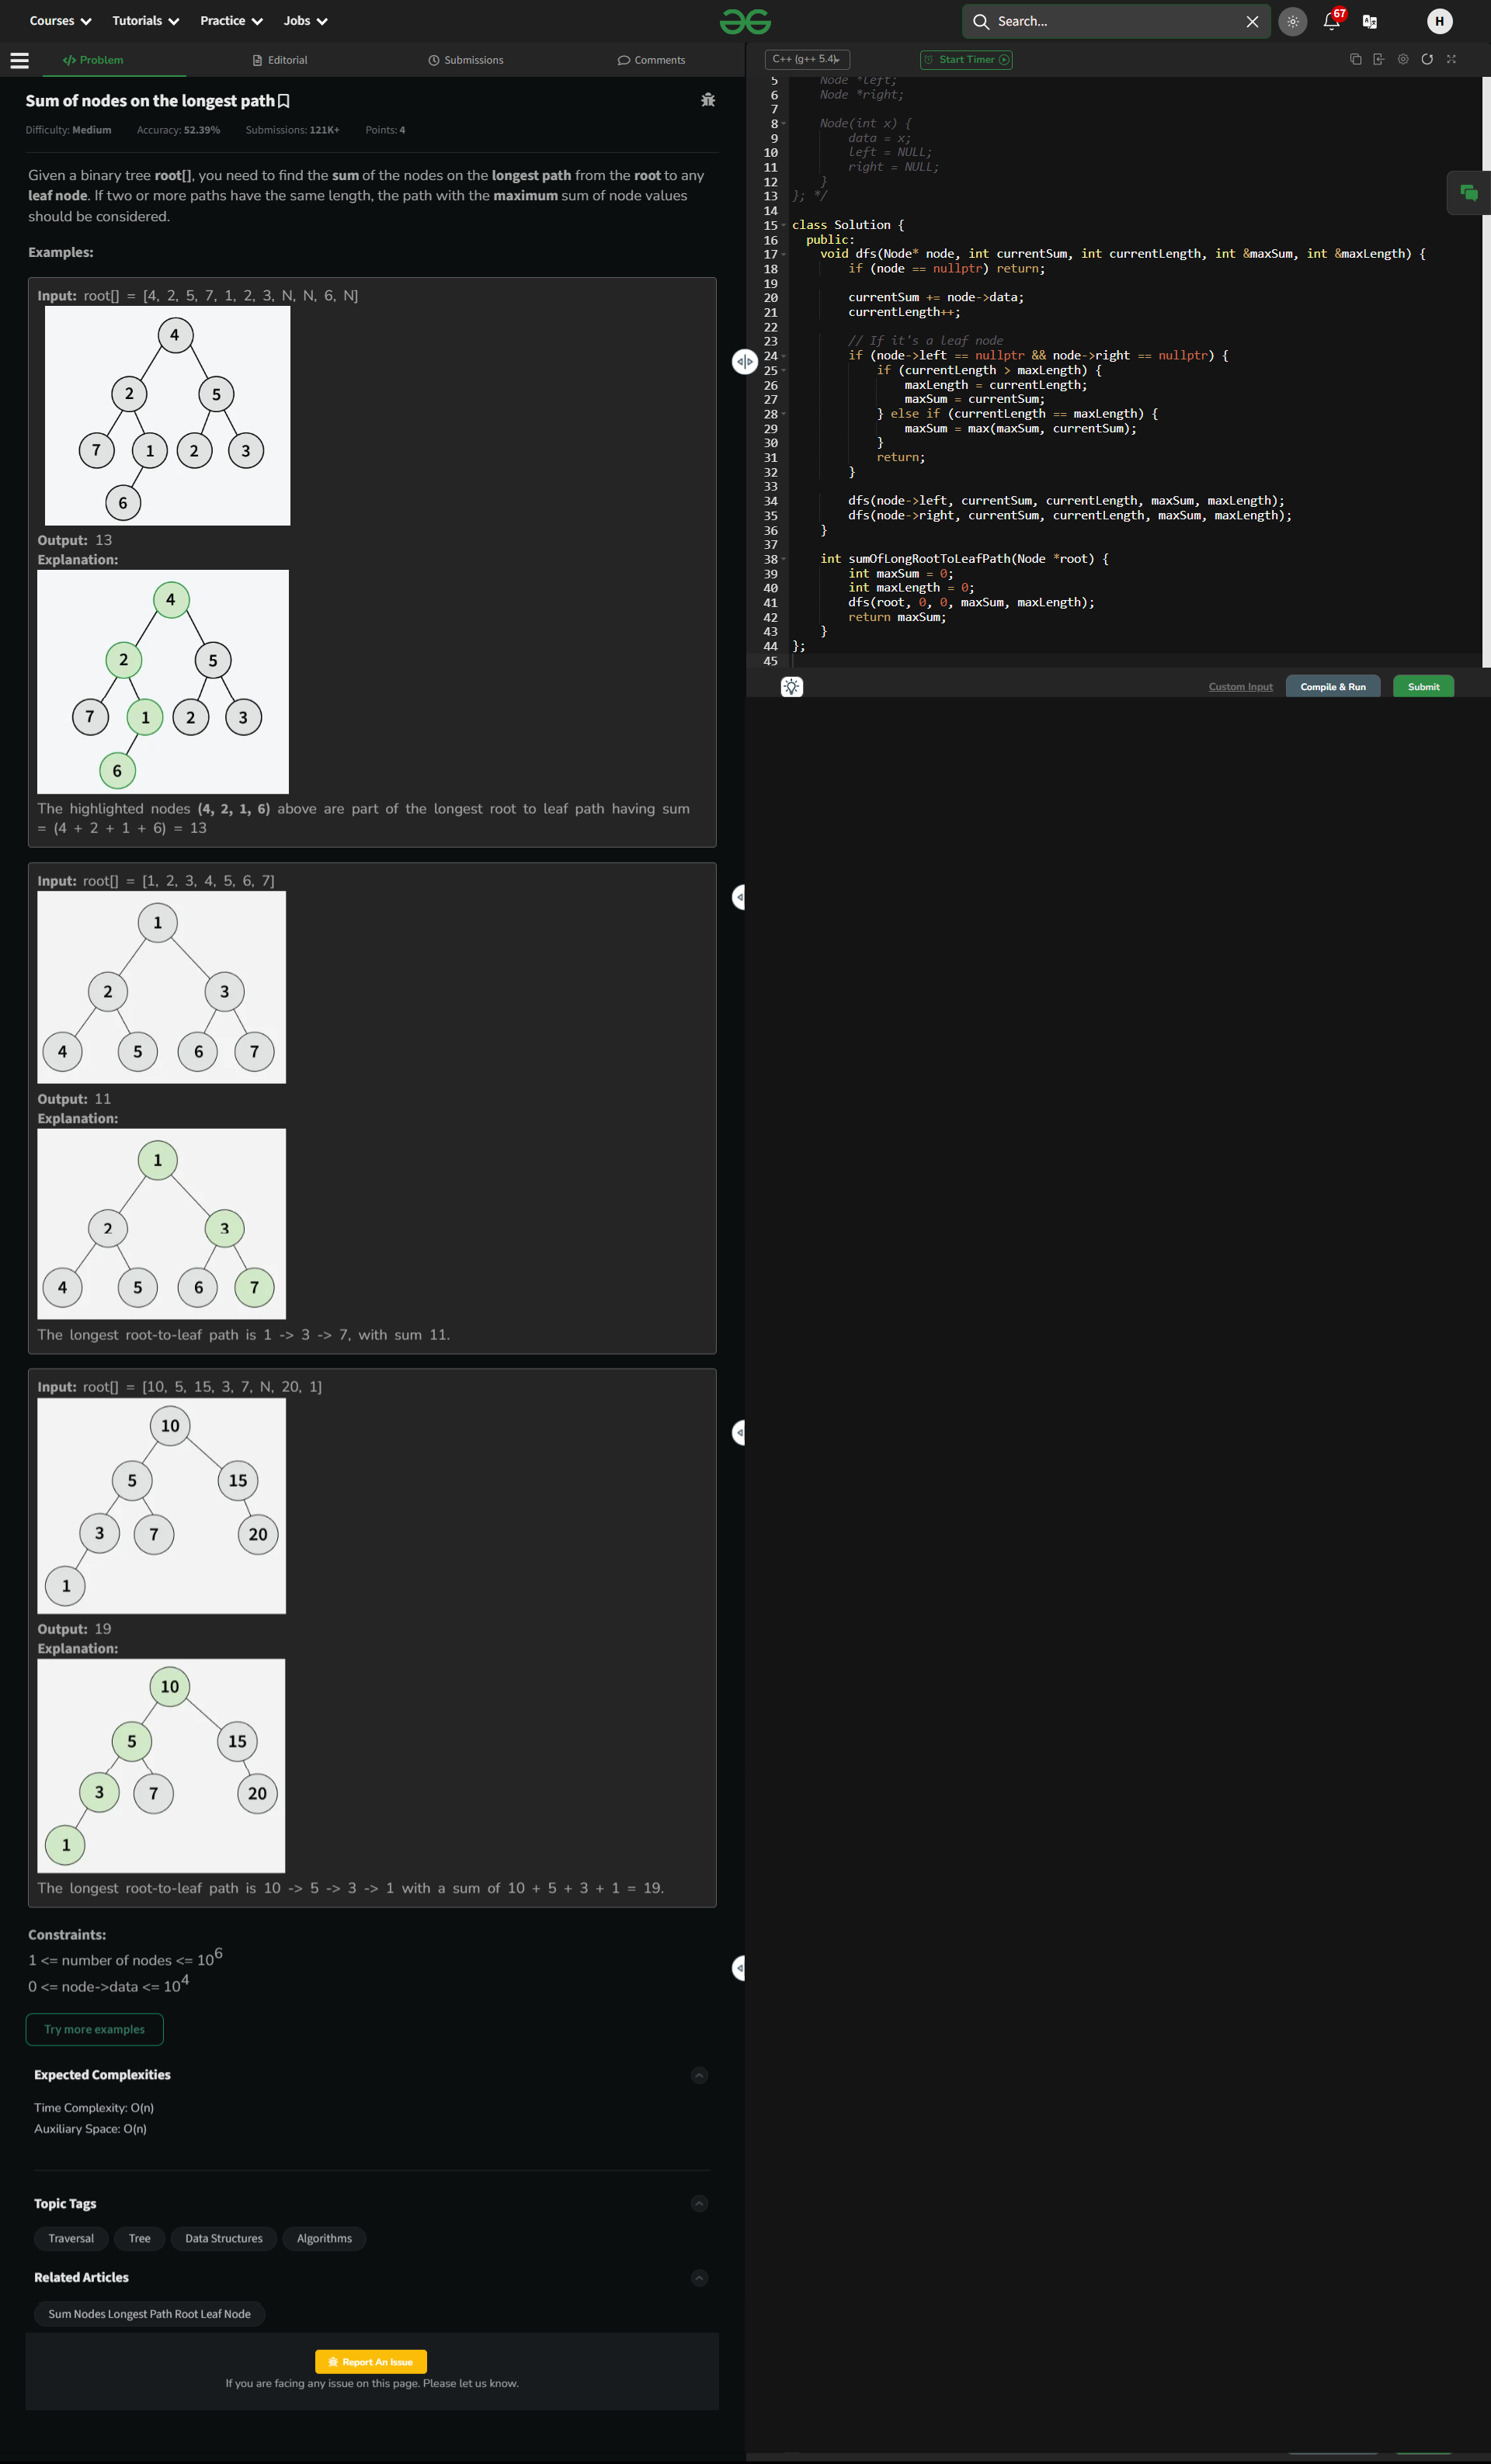 Courses Tutorials Practice Jobs
Search...
67
H
Problem Editorial Submissions Comments
Sum of nodes on the longest path
Difficulty: Medium Accuracy: 52.39% Submissions: 121K+ Points: 4
Given a binary tree root[], you need to find the sum of the nodes on the longest path from the root to any
leaf node. If two or more paths have the same length, the path with the maximum sum of node values
should be considered.
Examples:
Input: root[] = [4, 2, 5, 7, 1, 2, 3, N, N, 6, N]
4
2 5
7 1 2 3
6
Output: 13
Explanation:
4
2 5
7 1 2 3
6
The highlighted nodes (4, 2, 1, 6) above are part of the longest root to leaf path having sum
= (4 + 2 + 1 + 6) = 13
Input: root[] = [1, 2, 3, 4, 5, 6, 7]
1
2 3
4 5 6 7
Output: 11
Explanation:
1
2 3
4 5 6 7
The longest root-to-leaf path is 1 -> 3 -> 7, with sum 11.
Input: root[] = [10, 5, 15, 3, 7, N, 20, 1]
10
5 15
3 7 20
1
Output: 19
Explanation:
10
5 15
3 7 20
1
The longest root-to-leaf path is 10 -> 5 -> 3 -> 1 with a sum of 10 + 5 + 3 + 1 = 19.
Constraints:
1 <= number of nodes <= 10^6
0 <= node->data <= 10^4
Try more examples
Expected Complexities
Time Complexity: O(n)
Auxiliary Space: O(n)
Topic Tags
Traversal Tree Data Structures Algorithms
Related Articles
Sum Nodes Longest Path Root Leaf Node
Report An Issue
If you are facing any issue on this page. Please let us know.
C++ (g++ 5.4) Start Timer
5     Node *left;
6     Node *right;
7
8     Node(int x) {
9         data = x;
10         left = NULL;
11         right = NULL;
12     }
13 }; */
14
15 class Solution {
16   public:
17     void dfs(Node* node, int currentSum, int currentLength, int &maxSum, int &maxLength) {
18         if (node == nullptr) return;
19
20         currentSum += node->data;
21         currentLength++;
22
23         // If it's a leaf node
24         if (node->left == nullptr && node->right == nullptr) {
25             if (currentLength > maxLength) {
26                 maxLength = currentLength;
27                 maxSum = currentSum;
28             } else if (currentLength == maxLength) {
29                 maxSum = max(maxSum, currentSum);
30             }
31             return;
32         }
33
34         dfs(node->left, currentSum, currentLength, maxSum, maxLength);
35         dfs(node->right, currentSum, currentLength, maxSum, maxLength);
36     }
37
38     int sumOfLongRootToLeafPath(Node *root) {
39         int maxSum = 0;
40         int maxLength = 0;
41         dfs(root, 0, 0, maxSum, maxLength);
42         return maxSum;
43     }
44 };
45
Custom Input Compile & Run Submit